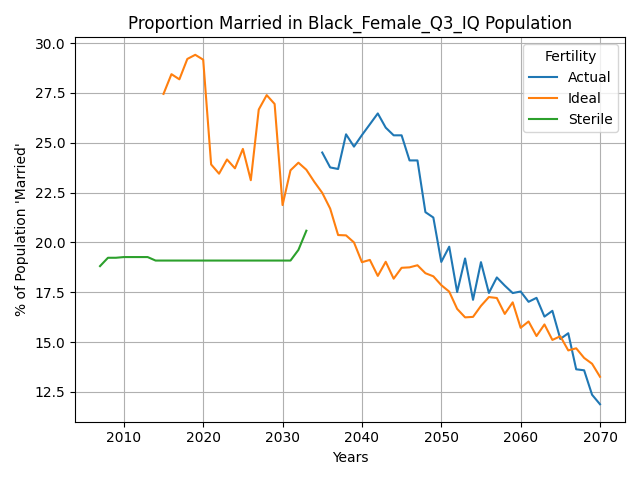 Proportion Married in Black_Female_Q3_IQ Population
% of Population 'Married'
30.0
27.5
25.0
22.5
20.0
17.5
15.0
12.5
Fertility
Actual
Ideal
Sterile
2010 2020 2030 2040 2050 2060 2070
Years